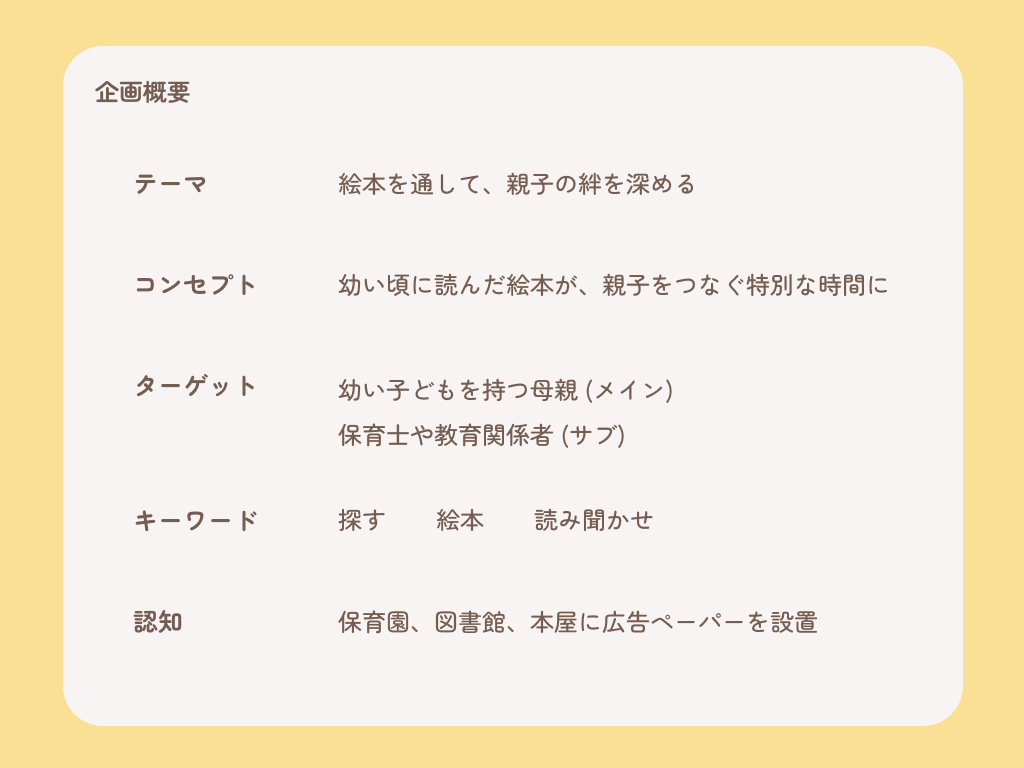 企画概要
テーマ 絵本を通して、親子の絆を深める
コンセプト 幼い頃に読んだ絵本が、親子をつなぐ特別な時間に
ターゲット 幼い子どもを持つ母親 (メイン)
保育士や教育関係者 (サブ)
キーワード 探す 絵本 読み聞かせ
認知 保育園、図書館、本屋に広告ペーパーを設置